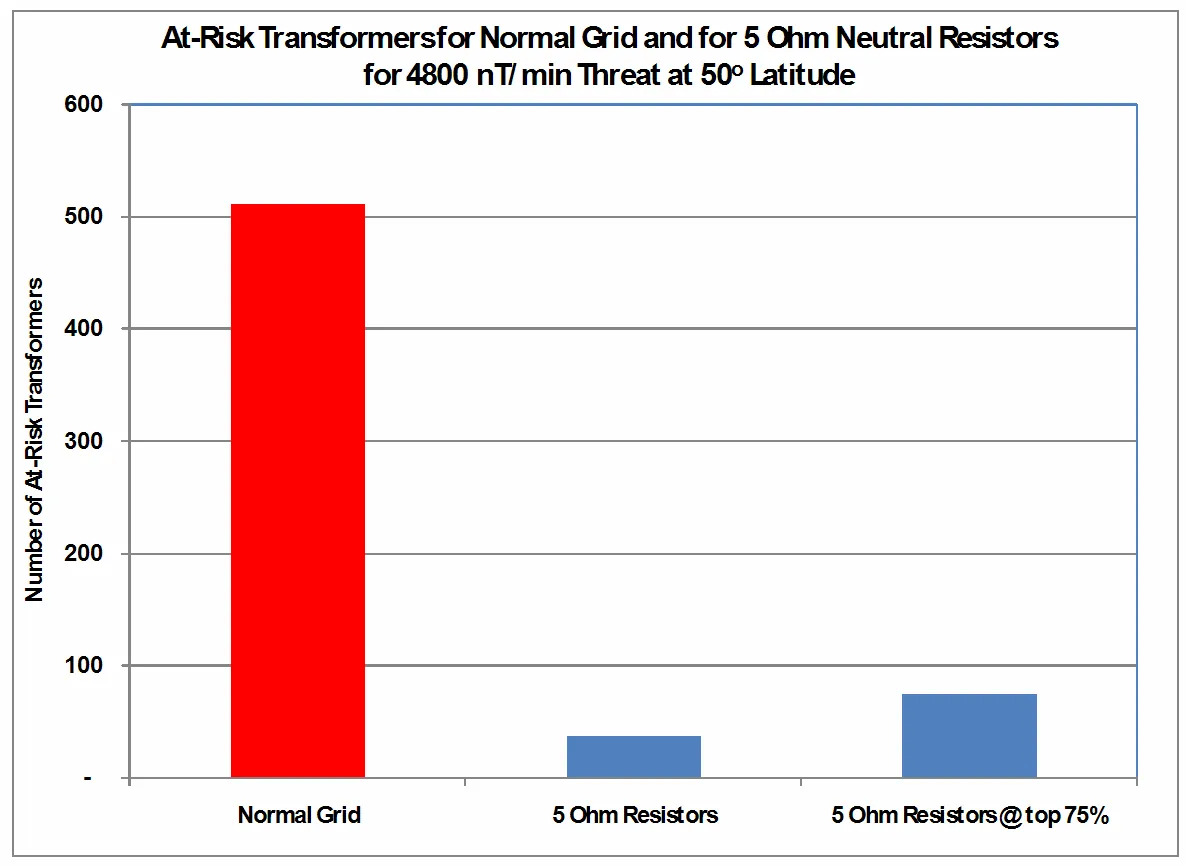 At-Risk Transformers for Normal Grid and for 5 Ohm Neutral Resistors
for 4800 nT/min Threat at 50º Latitude
600
500
400
300
200
100
-
Number of At-Risk Transformers
Normal Grid
5 Ohm Resistors
5 Ohm Resistors @ top 75%